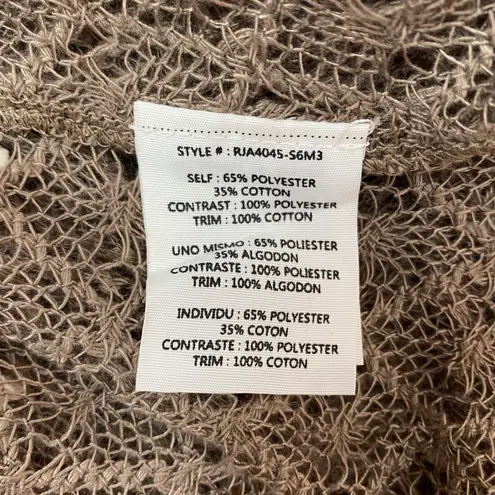 STYLE # : RJA4045-S6M3
SELF : 65% POLYESTER
35% COTTON
CONTRAST : 100% POLYESTER
TRIM : 100% COTTON
UNO MISMO : 65% POLIESTER
35% ALGODON
CONTRASTE : 100% POLIESTER
TRIM : 100% ALGODON
INDIVIDU : 65% POLYESTER
35% COTON
CONTRASTE : 100% POLYESTER
TRIM : 100% COTON